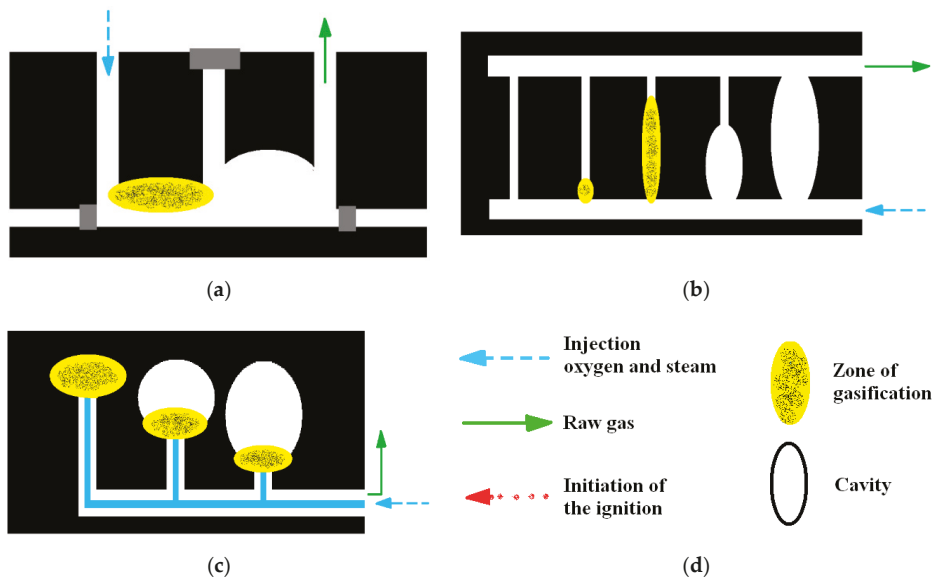 (a)
(b)
(c)
Injection
oxygen and steam
Raw gas
Initiation of
the ignition
Zone of
gasification
Cavity
(d)